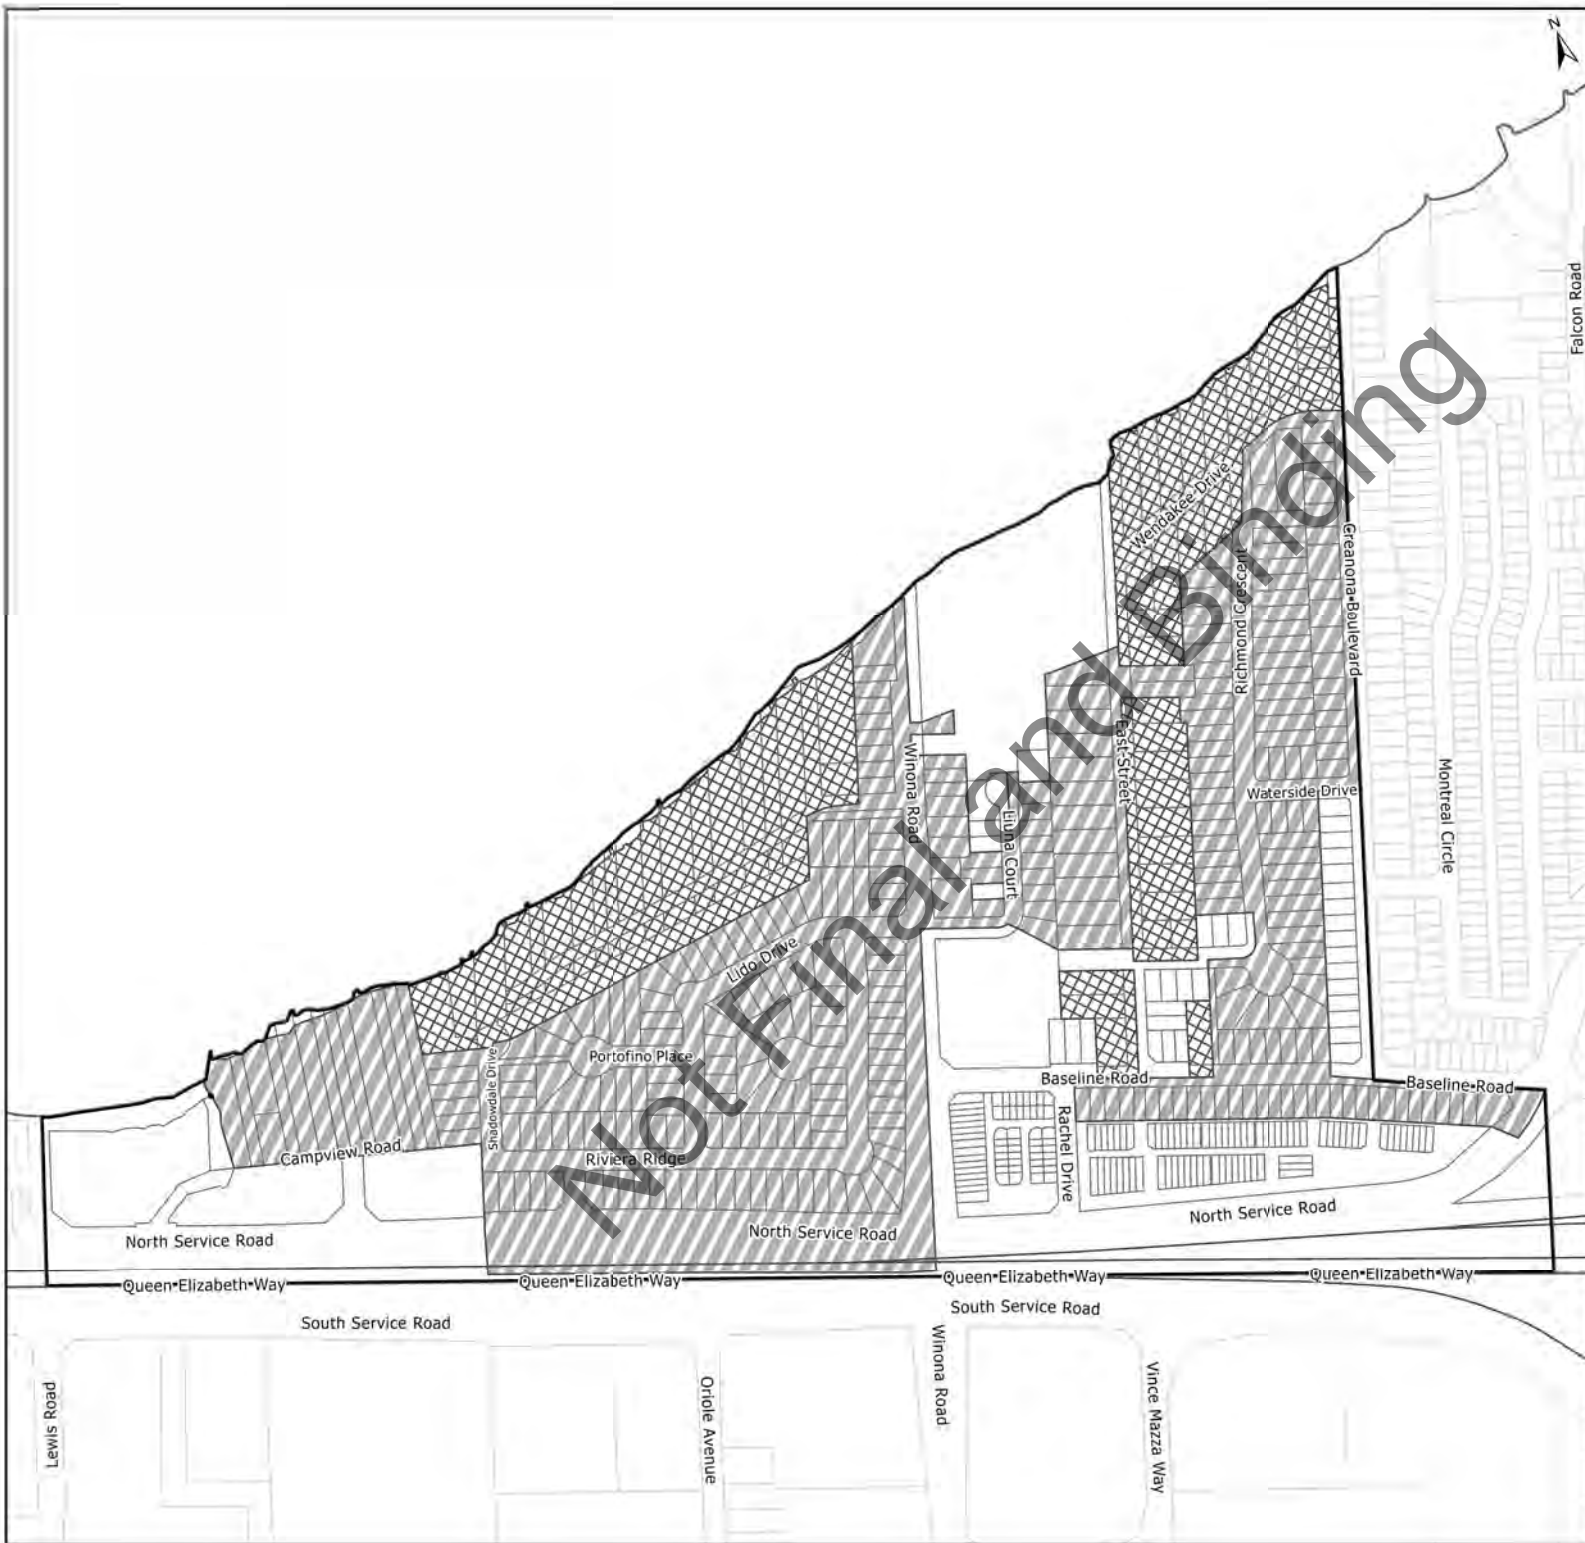 N
Falcon Road
Wendakee Drive
Creanona Boulevard
Richmond Crescent
East Street
Winona Road
Waterside Drive
Montreal Circle
Liuna Court
Lido Drive
Portofino Place
Shadowdale Drive
Baseline Road
Baseline Road
Rachel Drive
Campview Road
Riviera Ridge
North Service Road
North Service Road
North Service Road
Queen Elizabeth Way
Queen Elizabeth Way
Queen Elizabeth Way
Queen Elizabeth Way
South Service Road
South Service Road
Lewis Road
Oriole Avenue
Winona Road
Vince Mazza Way
Not Final and Binding